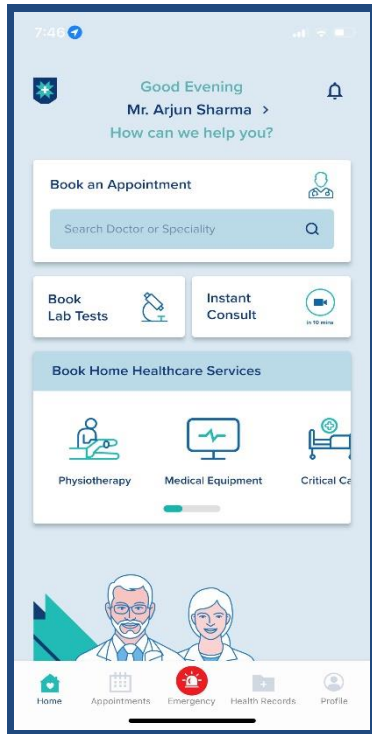 7:46
Good Evening
Mr. Arjun Sharma >
How can we help you?
Book an Appointment
Search Doctor or Speciality
Book
Lab Tests
Instant
Consult
in 10 mins
Book Home Healthcare Services
Physiotherapy
Medical Equipment
Critical Ca
Home
Appointments
Emergency
Health Records
Profile